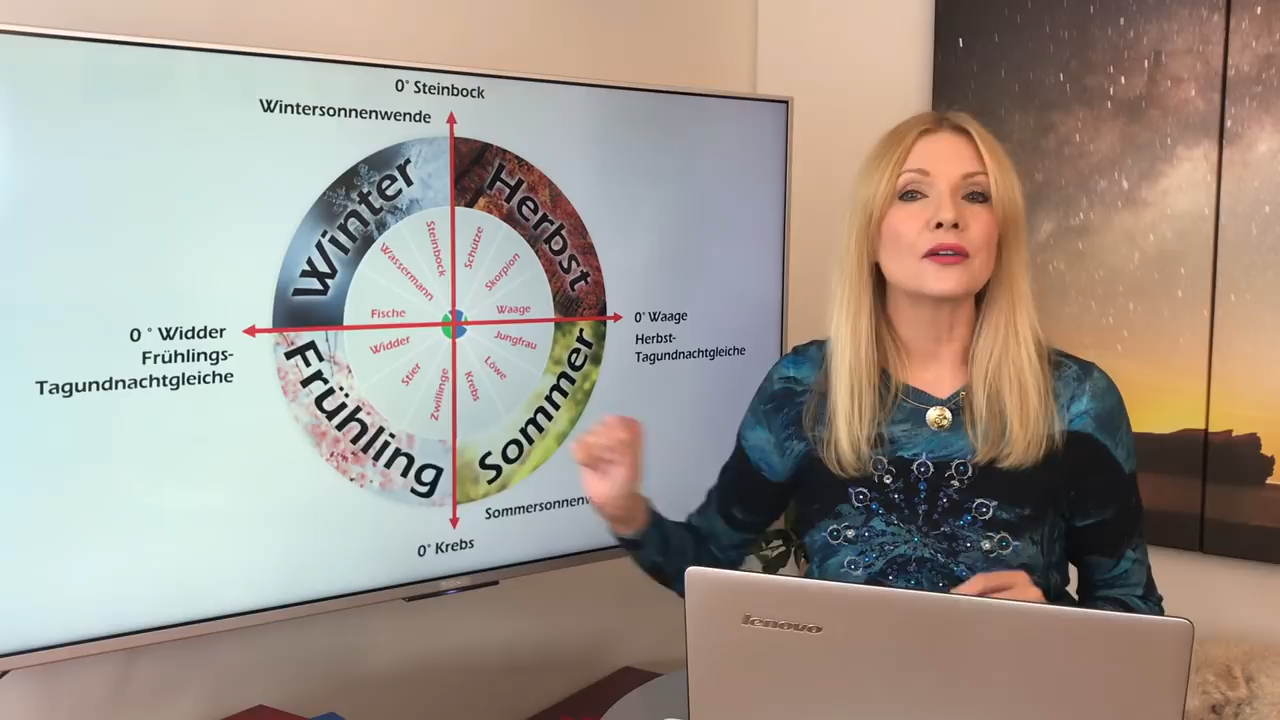 0° Steinbock
Wintersonnenwende
Winter
Herbst
Steinbock
Schütze
Wassermann
Skorpion
Fische
Waage
0 ° Widder
Frühlings-
Tagundnachtgleiche
0° Waage
Herbst-
Tagundnachtgleiche
Widder
Jungfrau
Stier
Löwe
Zwillinge
Krebs
Frühling
Sommer
0° Krebs
lenovo